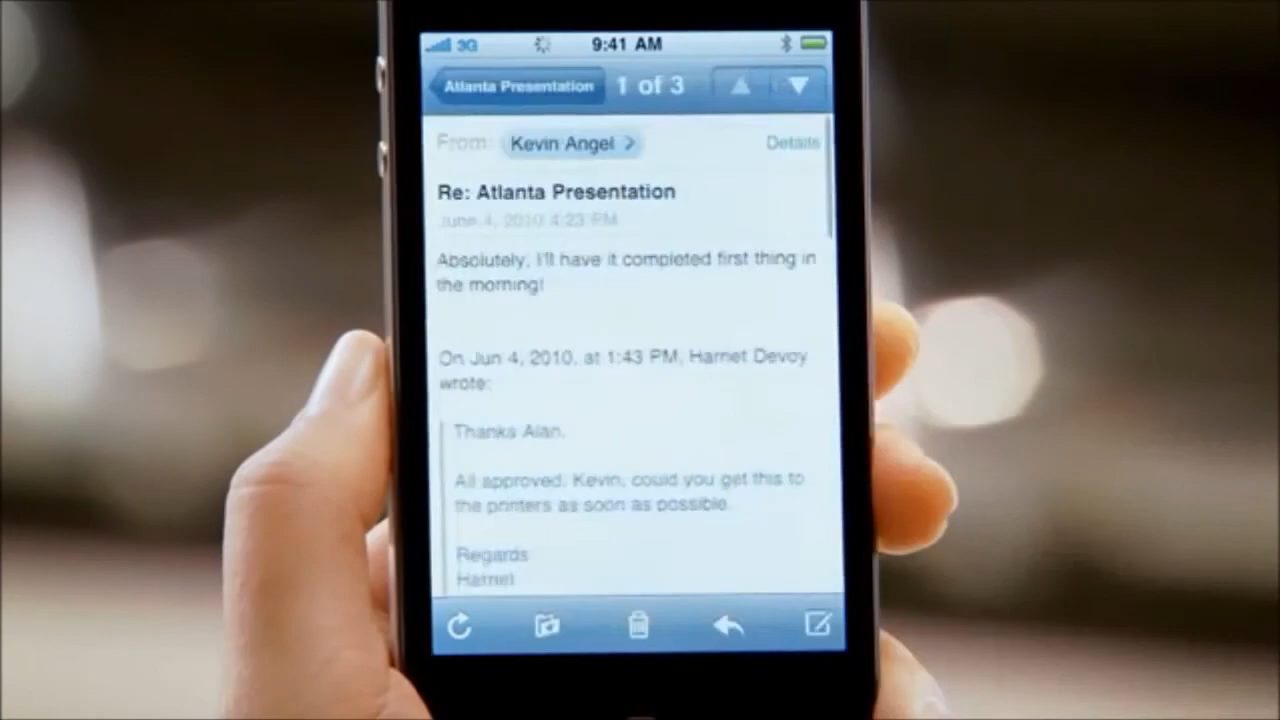 3G 9:41 AM
Atlanta Presentation 1 of 3
From: Kevin Angel Details
Re: Atlanta Presentation
June 4, 2010 4:23 PM
Absolutely, I'll have it completed first thing in
the morning!
On Jun 4, 2010, at 1:43 PM, Harriet Devoy
wrote:
Thanks Alan.
All approved. Kevin, could you get this to
the printers as soon as possible.
Regards
Harriet